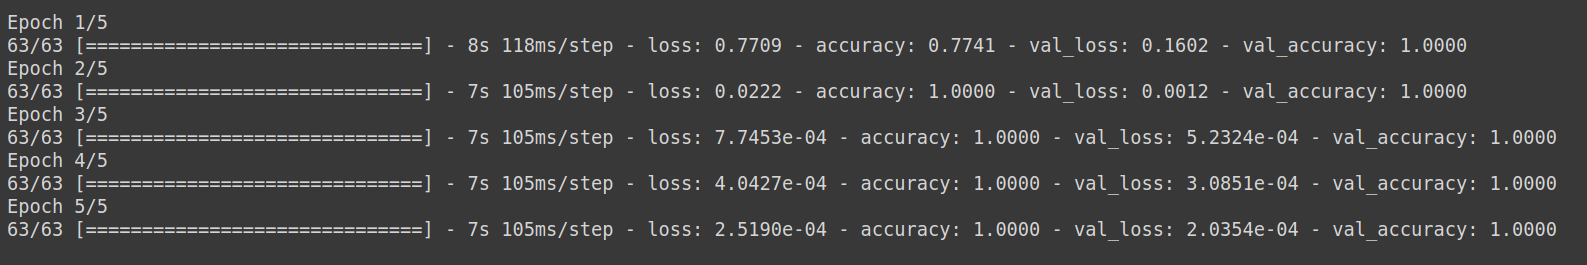 Epoch 1/5
63/63 [==============================] - 8s 118ms/step - loss: 0.7709 - accuracy: 0.7741 - val_loss: 0.1602 - val_accuracy: 1.0000
Epoch 2/5
63/63 [==============================] - 7s 105ms/step - loss: 0.0222 - accuracy: 1.0000 - val_loss: 0.0012 - val_accuracy: 1.0000
Epoch 3/5
63/63 [==============================] - 7s 105ms/step - loss: 7.7453e-04 - accuracy: 1.0000 - val_loss: 5.2324e-04 - val_accuracy: 1.0000
Epoch 4/5
63/63 [==============================] - 7s 105ms/step - loss: 4.0427e-04 - accuracy: 1.0000 - val_loss: 3.0851e-04 - val_accuracy: 1.0000
Epoch 5/5
63/63 [==============================] - 7s 105ms/step - loss: 2.5190e-04 - accuracy: 1.0000 - val_loss: 2.0354e-04 - val_accuracy: 1.0000